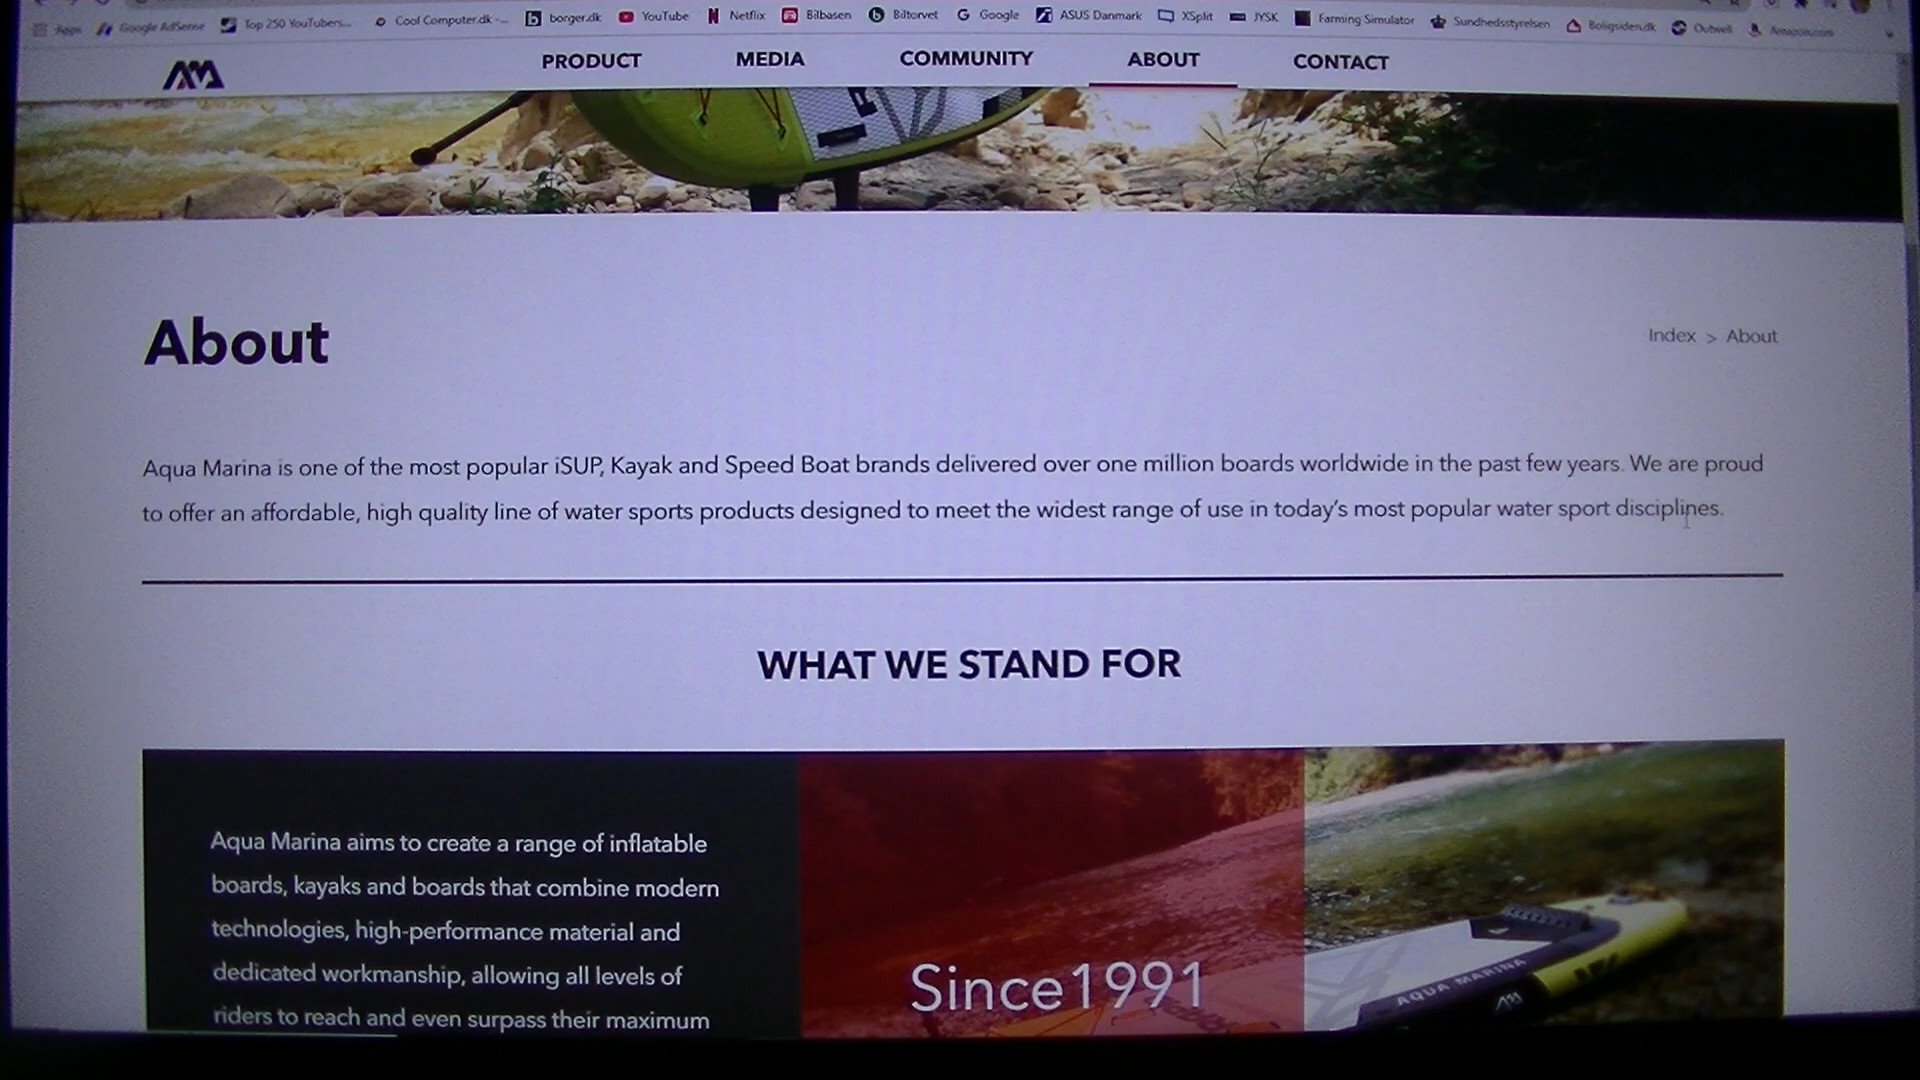 Apps Google AdSense Top 250 YouTubers... Cool Computer.dk -... borger.dk YouTube Netflix Bilbasen Biltorvet Google ASUS Danmark XSplit JYSK Farming Simulator Sundhedsstyrelsen Boligsiden.dk Outwell Amazon.com
PRODUCT MEDIA COMMUNITY ABOUT CONTACT
About
Index > About
Aqua Marina is one of the most popular iSUP, Kayak and Speed Boat brands delivered over one million boards worldwide in the past few years. We are proud
to offer an affordable, high quality line of water sports products designed to meet the widest range of use in today's most popular water sport disciplines.
WHAT WE STAND FOR
Aqua Marina aims to create a range of inflatable
boards, kayaks and boards that combine modern
technologies, high-performance material and
dedicated workmanship, allowing all levels of
riders to reach and even surpass their maximum
Since1991
AQUA MARINA